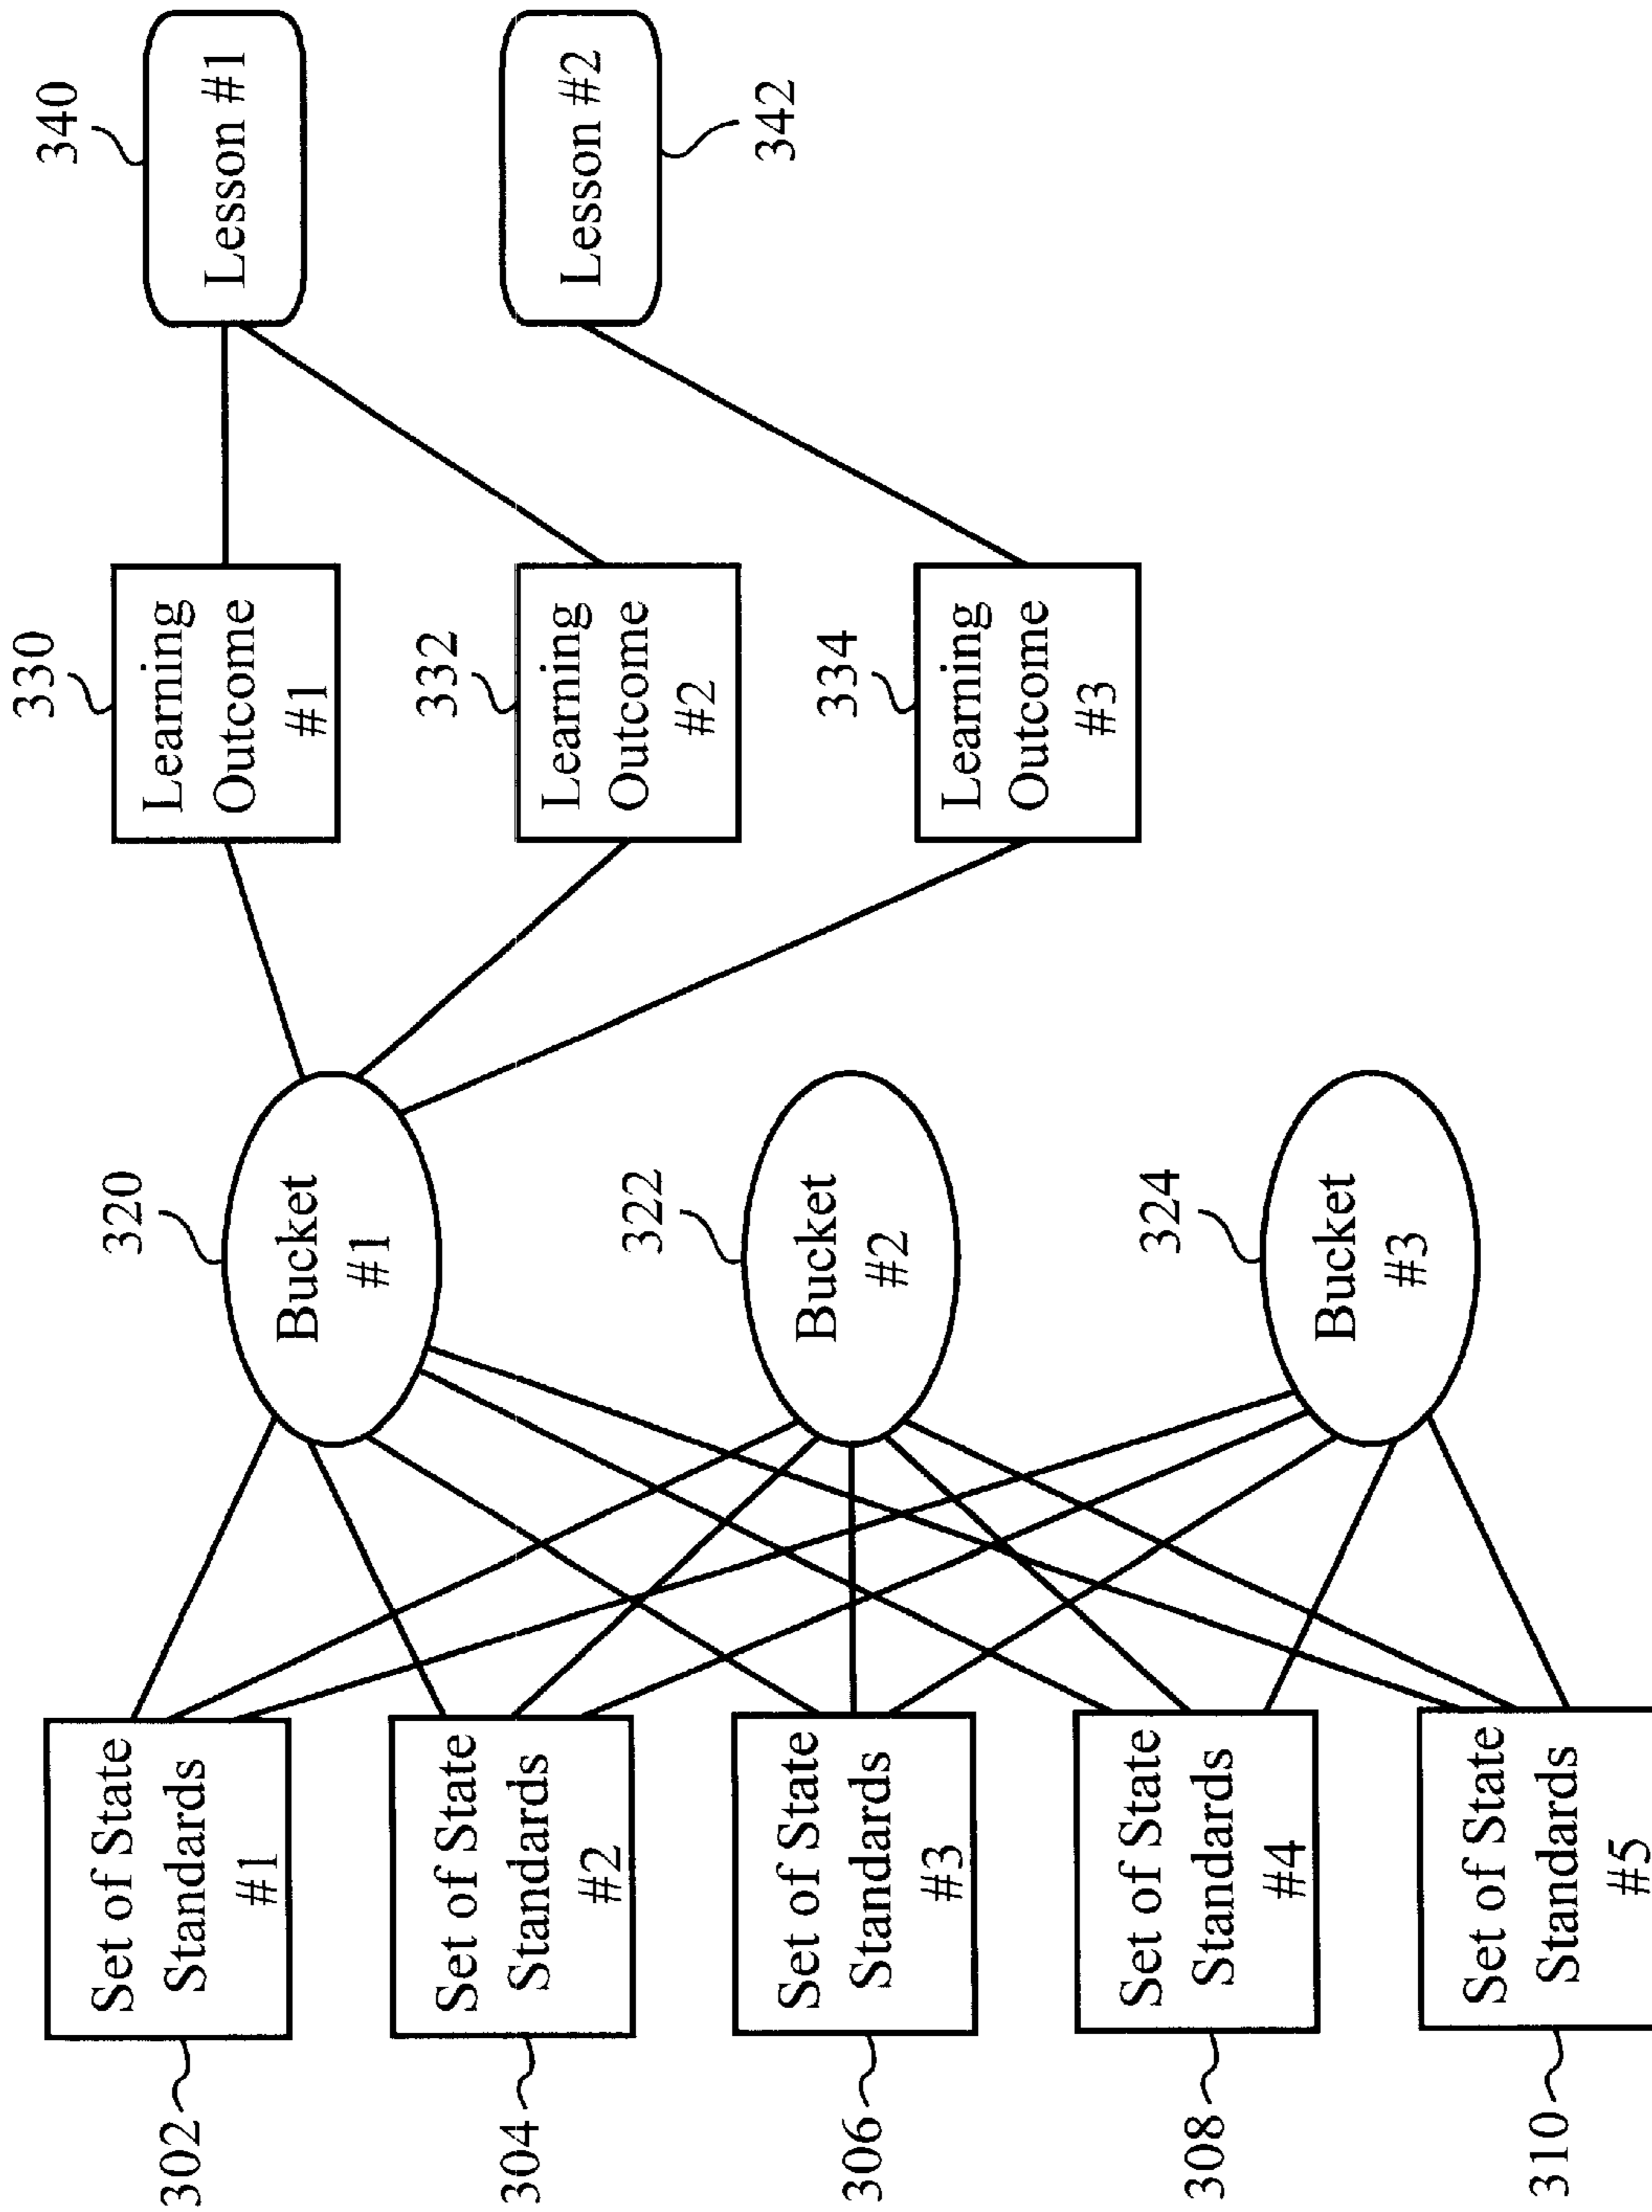 302
Set of State
Standards
#1
304
Set of State
Standards
#2
306
Set of State
Standards
#3
308
Set of State
Standards
#4
310
Set of State
Standards
#5
320
Bucket
#1
322
Bucket
#2
324
Bucket
#3
330
Learning
Outcome
#1
332
Learning
Outcome
#2
334
Learning
Outcome
#3
340
Lesson #1
Lesson #2
342